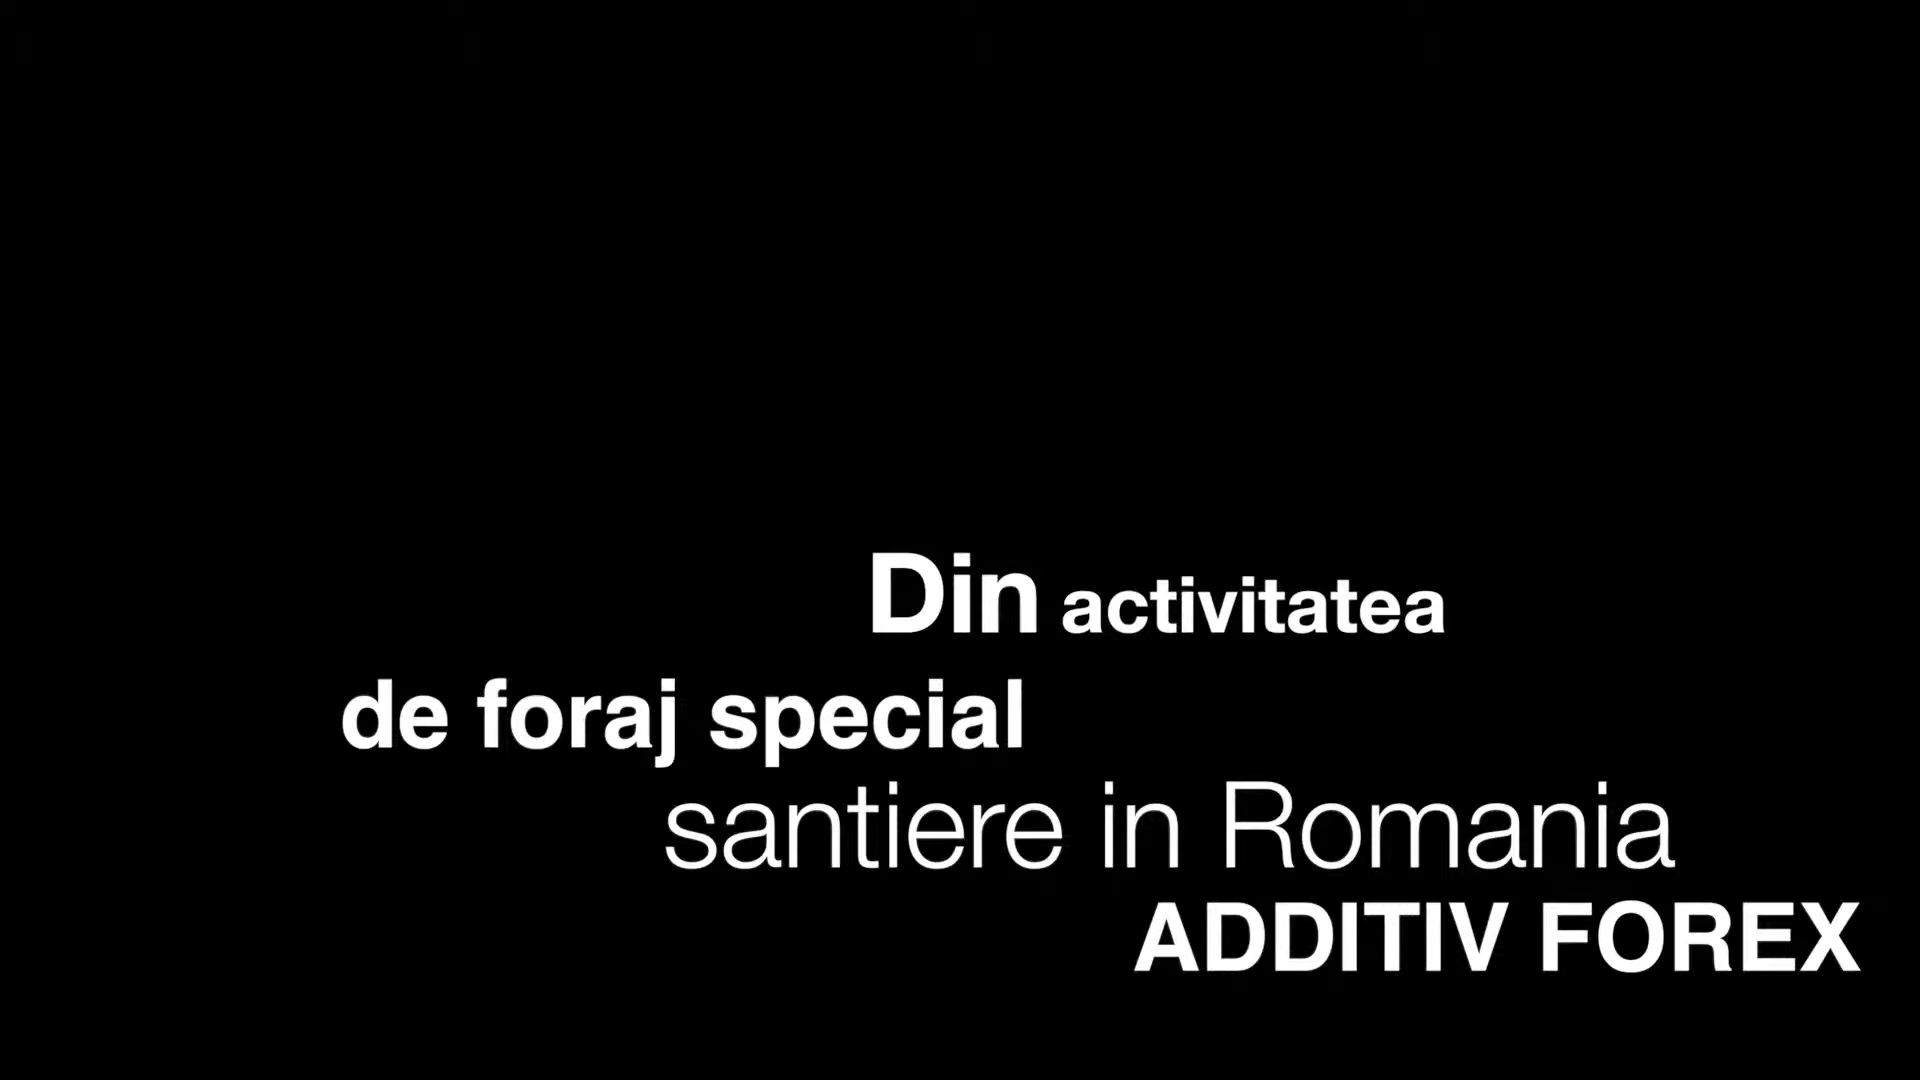 Din activitatea
de foraj special
santiere in Romania
ADDITIV FOREX